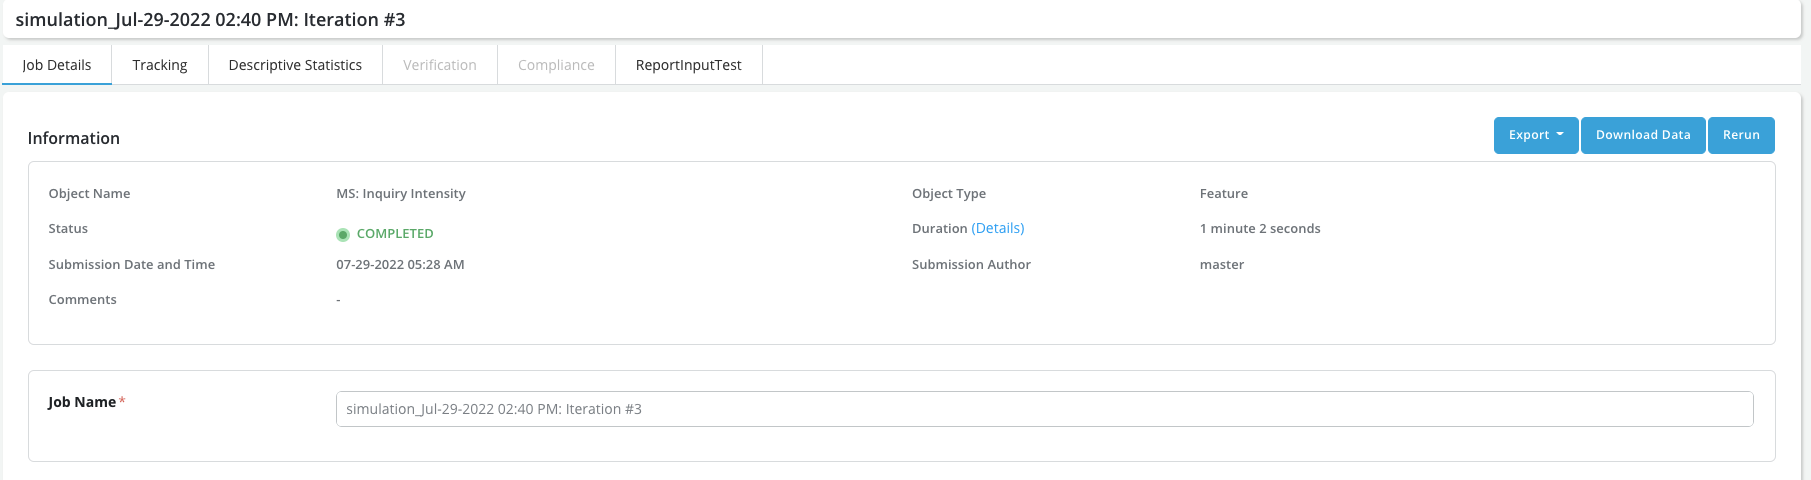 simulation_Jul-29-2022 02:40 PM: Iteration #3
Job Details Tracking Descriptive Statistics Verification Compliance ReportInputTest
Information Export Download Data Rerun
Object Name MS: Inquiry Intensity Object Type Feature
Status COMPLETED Duration (Details) 1 minute 2 seconds
Submission Date and Time 07-29-2022 05:28 AM Submission Author master
Comments -
Job Name* simulation_Jul-29-2022 02:40 PM: Iteration #3